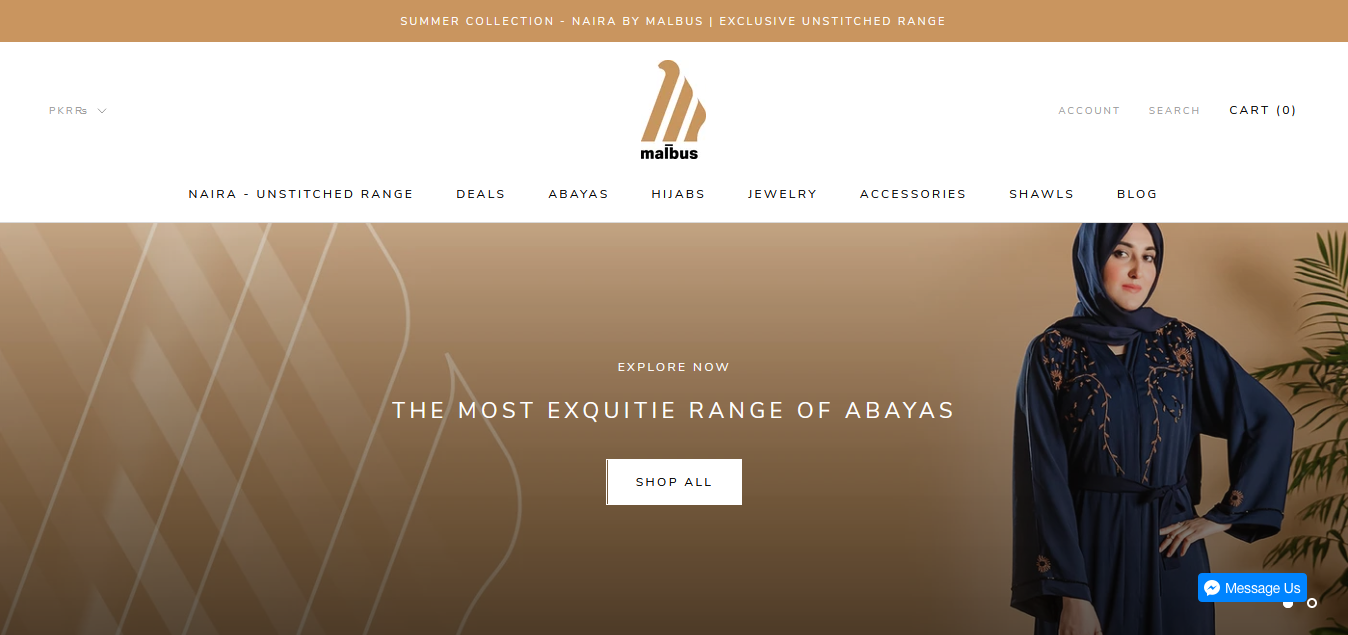 SUMMER COLLECTION - NAIRA BY MALBUS | EXCLUSIVE UNSTITCHED RANGE
PKRRs
ACCOUNT SEARCH CART (0)
malbus
NAIRA - UNSTITCHED RANGE DEALS ABAYAS HIJABS JEWELRY ACCESSORIES SHAWLS BLOG
EXPLORE NOW
THE MOST EXQUITIE RANGE OF ABAYAS
SHOP ALL
Message Us